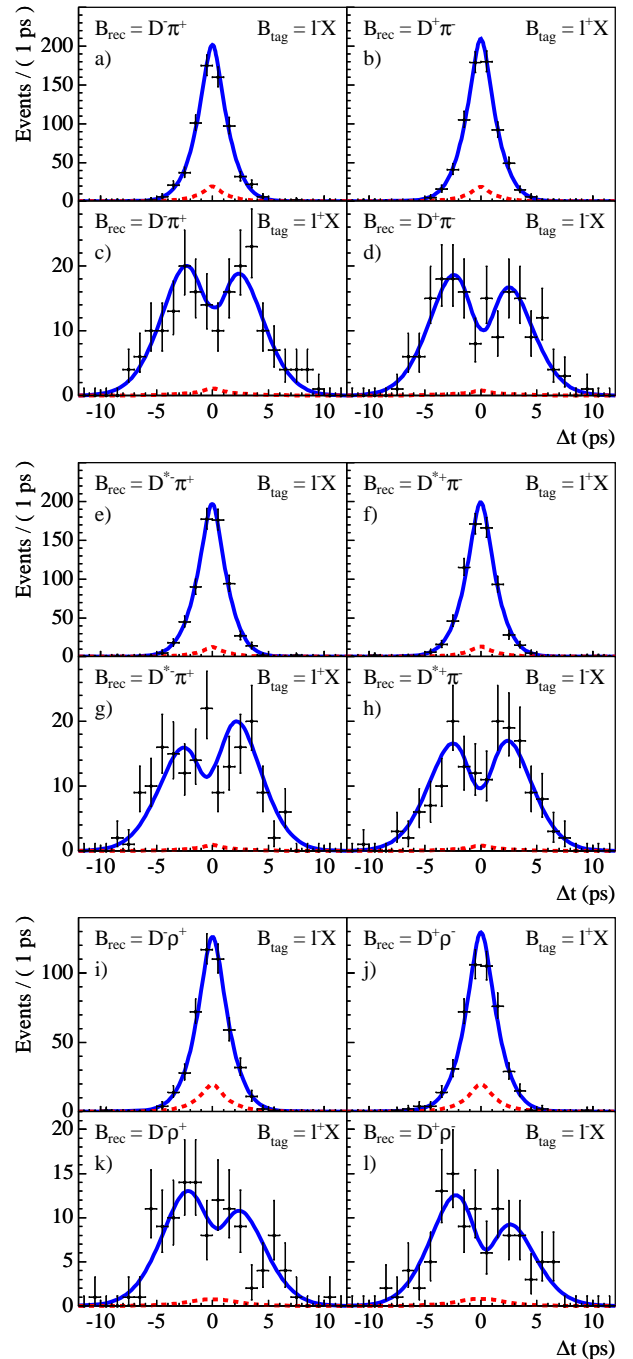 B_rec = D⁻π⁺ B_tag = l⁻X B_rec = D⁺π⁻ B_tag = l⁺X
a) b)
Events / ( 1 ps )
200
150
100
50
0
B_rec = D⁻π⁺ B_tag = l⁺X B_rec = D⁺π⁻ B_tag = l⁻X
c) d)
20
10
0
-10 -5 0 5 10 -10 -5 0 5 10
Δt (ps)
B_rec = D*⁻π⁺ B_tag = l⁻X B_rec = D*⁺π⁻ B_tag = l⁺X
e) f)
Events / ( 1 ps )
200
150
100
50
0
B_rec = D*⁻π⁺ B_tag = l⁺X B_rec = D*⁺π⁻ B_tag = l⁻X
g) h)
20
10
0
-10 -5 0 5 10 -10 -5 0 5 10
Δt (ps)
B_rec = D⁻ρ⁺ B_tag = l⁻X B_rec = D⁺ρ⁻ B_tag = l⁺X
i) j)
Events / ( 1 ps )
100
50
0
B_rec = D⁻ρ⁺ B_tag = l⁺X B_rec = D⁺ρ⁻ B_tag = l⁻X
k) l)
20
15
10
5
0
-10 -5 0 5 10 -10 -5 0 5 10
Δt (ps)